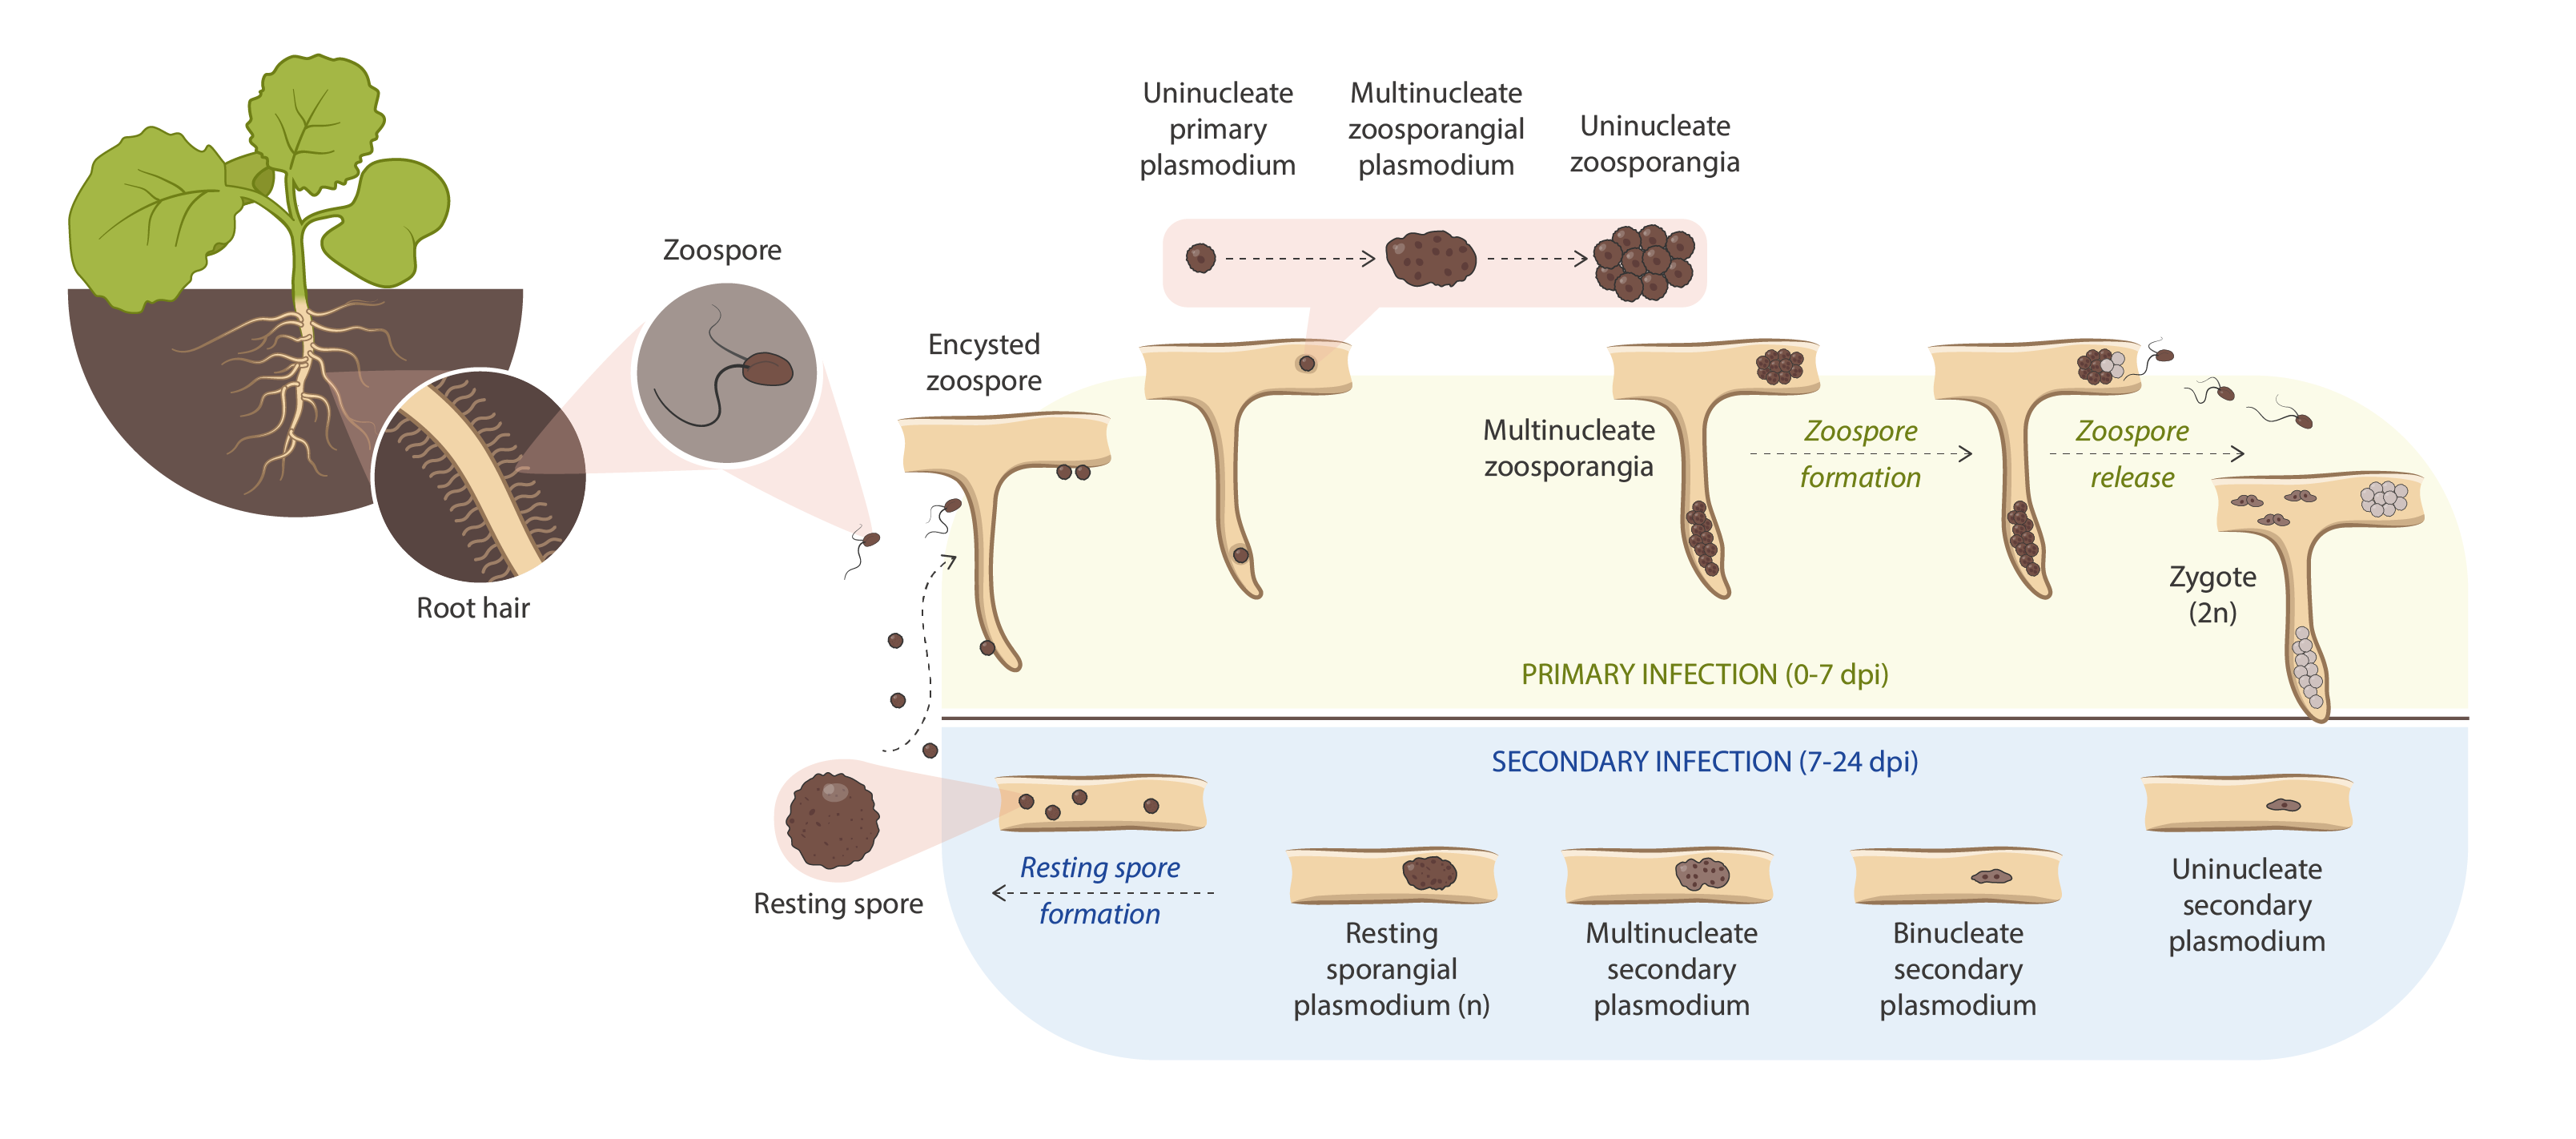 Uninucleate
primary
plasmodium
Multinucleate
zoosporangial
plasmodium
Uninucleate
zoosporangia
Zoospore
Root hair
Encysted
zoospore
Multinucleate
zoosporangia
Zoospore
formation
Zoospore
release
Zygote
(2n)
PRIMARY INFECTION (0-7 dpi)
SECONDARY INFECTION (7-24 dpi)
Uninucleate
secondary
plasmodium
Binucleate
secondary
plasmodium
Multinucleate
secondary
plasmodium
Resting
sporangial
plasmodium (n)
Resting spore
formation
Resting spore